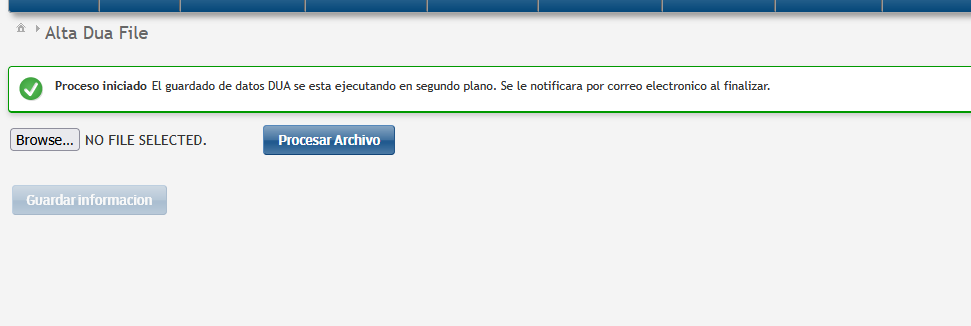 Alta Dua File
Proceso iniciado El guardado de datos DUA se esta ejecutando en segundo plano. Se le notificara por correo electronico al finalizar.
Browse... NO FILE SELECTED. Procesar Archivo
Guardar informacion